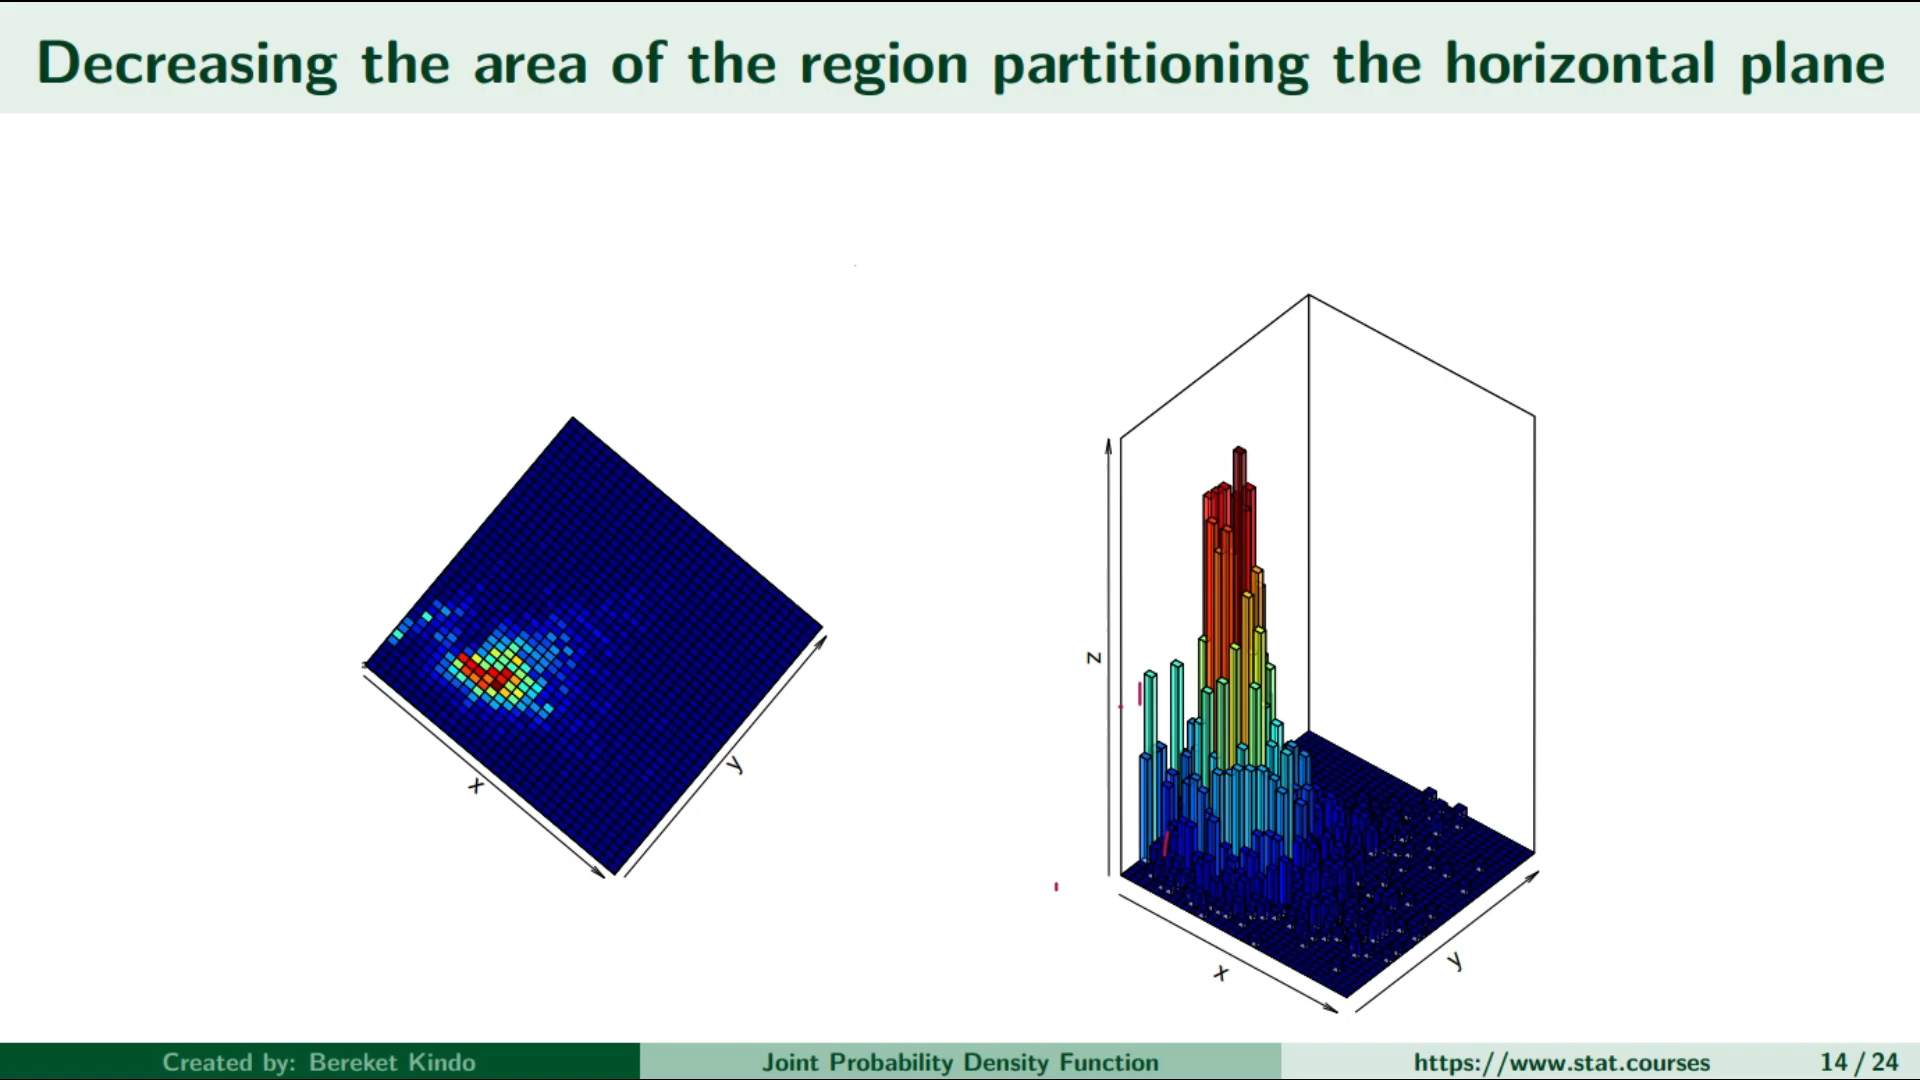 Decreasing the area of the region partitioning the horizontal plane
x
y
z
x
y
Created by: Bereket Kindo
Joint Probability Density Function
https://www.stat.courses
14 / 24